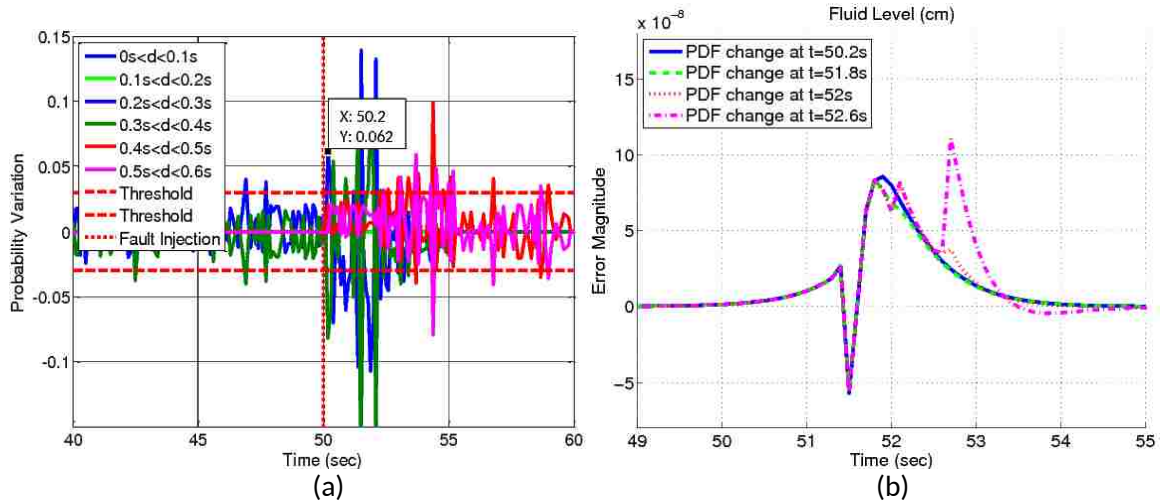 0.15
0.1
0.05
0
-0.05
-0.1
Probability Variation
0s<d<0.1s
0.1s<d<0.2s
0.2s<d<0.3s
0.3s<d<0.4s
0.4s<d<0.5s
0.5s<d<0.6s
Threshold
Threshold
Fault Injection
X: 50.2
Y: 0.062
40 45 50 55 60
Time (sec)
(a)
Fluid Level (cm)
x 10⁻⁸
15
10
5
0
−5
Error Magnitude
PDF change at t=50.2s
PDF change at t=51.8s
PDF change at t=52s
PDF change at t=52.6s
49 50 51 52 53 54 55
Time (sec)
(b)